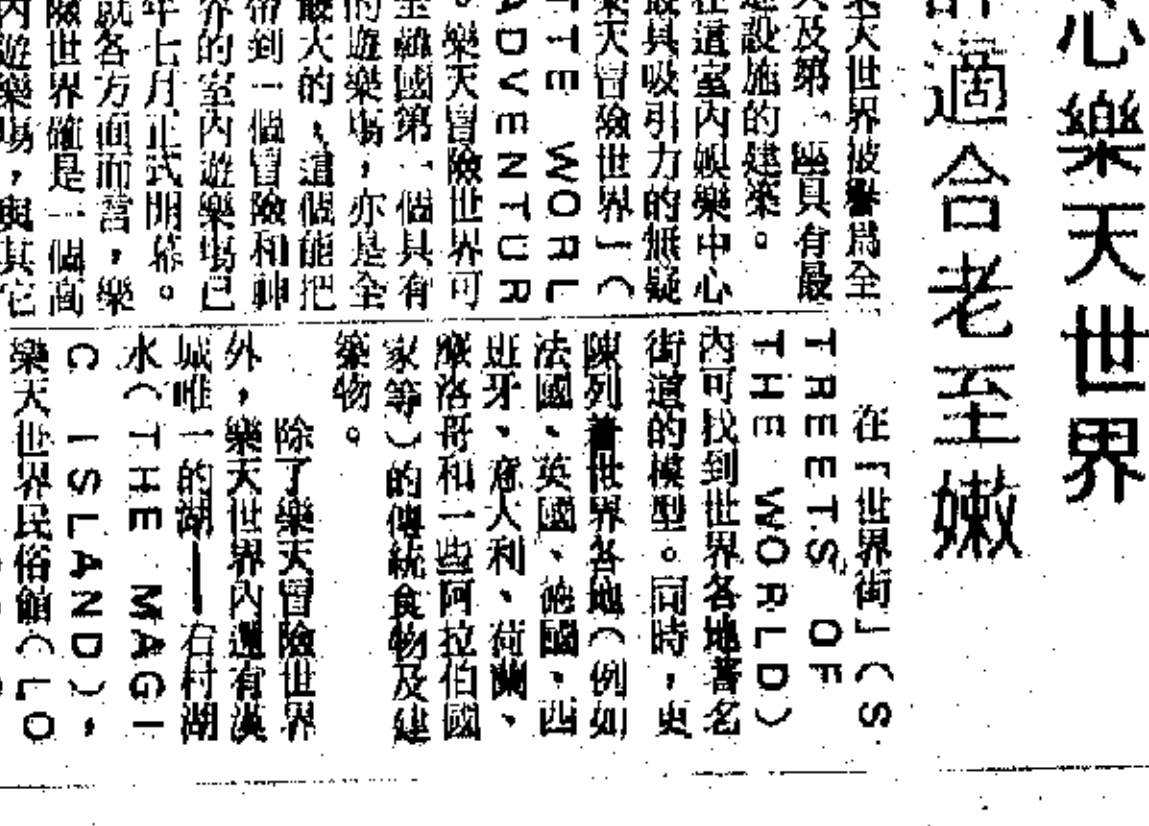 心樂天世界
適合老至嫩
樂天世界被譽爲全
大及第一座具有最
建設施的建築。
在這室內娛樂中心
最具吸引力的無疑
樂天冒險世界」（
TTE WORL
ADVENTUR
。樂天冒險世界可
全韓國第一個具有
的遊樂場，亦是全
最大的，這個能把
帶到一個冒險和神
界的室內遊樂場已
年七月正式開幕。
就各方面而言，樂
險世界確是一個高
內遊樂場，與其它
在「世界街」（S
TREETS OF
THE WORLD）
內可找到世界各地著名
街道的模型。同時，更
陳列著世界各地（例如
法國、英國、德國、西
班牙、意大利、荷蘭、
摩洛哥和一些阿拉伯國
家等）的傳統食物及建
築物。
除了樂天冒險世界
外，樂天世界內還有漢
城唯一的湖——石村湖
水（THE MAGI
C ISLAND），
樂天世界民俗館（LO